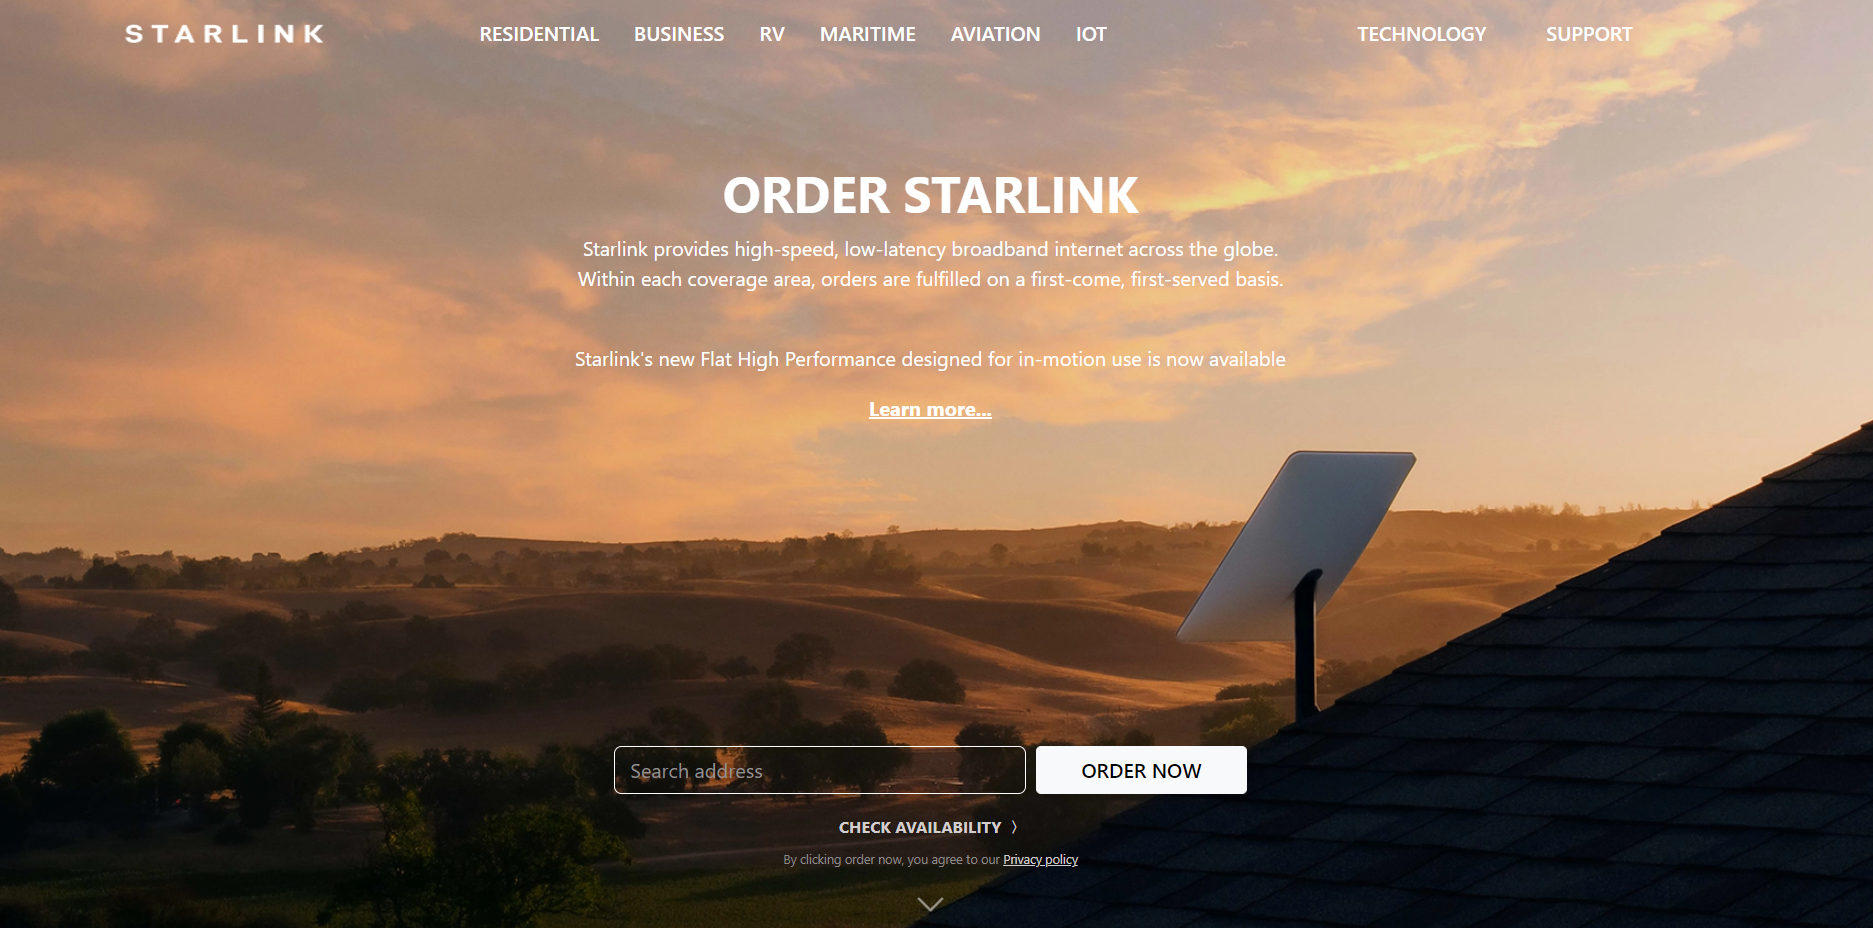 STARLINK
RESIDENTIAL BUSINESS RV MARITIME AVIATION IOT TECHNOLOGY SUPPORT
ORDER STARLINK
Starlink provides high-speed, low-latency broadband internet across the globe.
Within each coverage area, orders are fulfilled on a first-come, first-served basis.
Starlink's new Flat High Performance designed for in-motion use is now available
Learn more...
Search address
ORDER NOW
CHECK AVAILABILITY 〉
By clicking order now, you agree to our Privacy policy